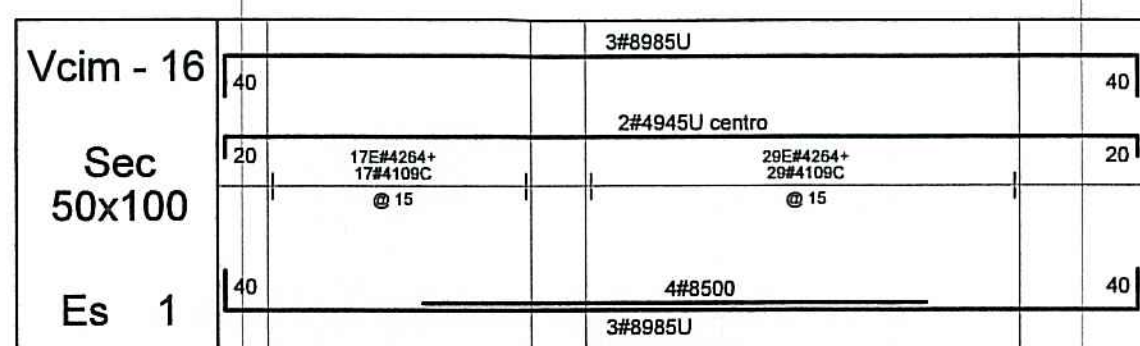 Vcim - 16
Sec
50x100
Es 1
3#8985U
40
40
2#4945U centro
20
20
17E#4264+
17#4109C
@ 15
29E#4264+
29#4109C
@ 15
40
40
4#8500
3#8985U